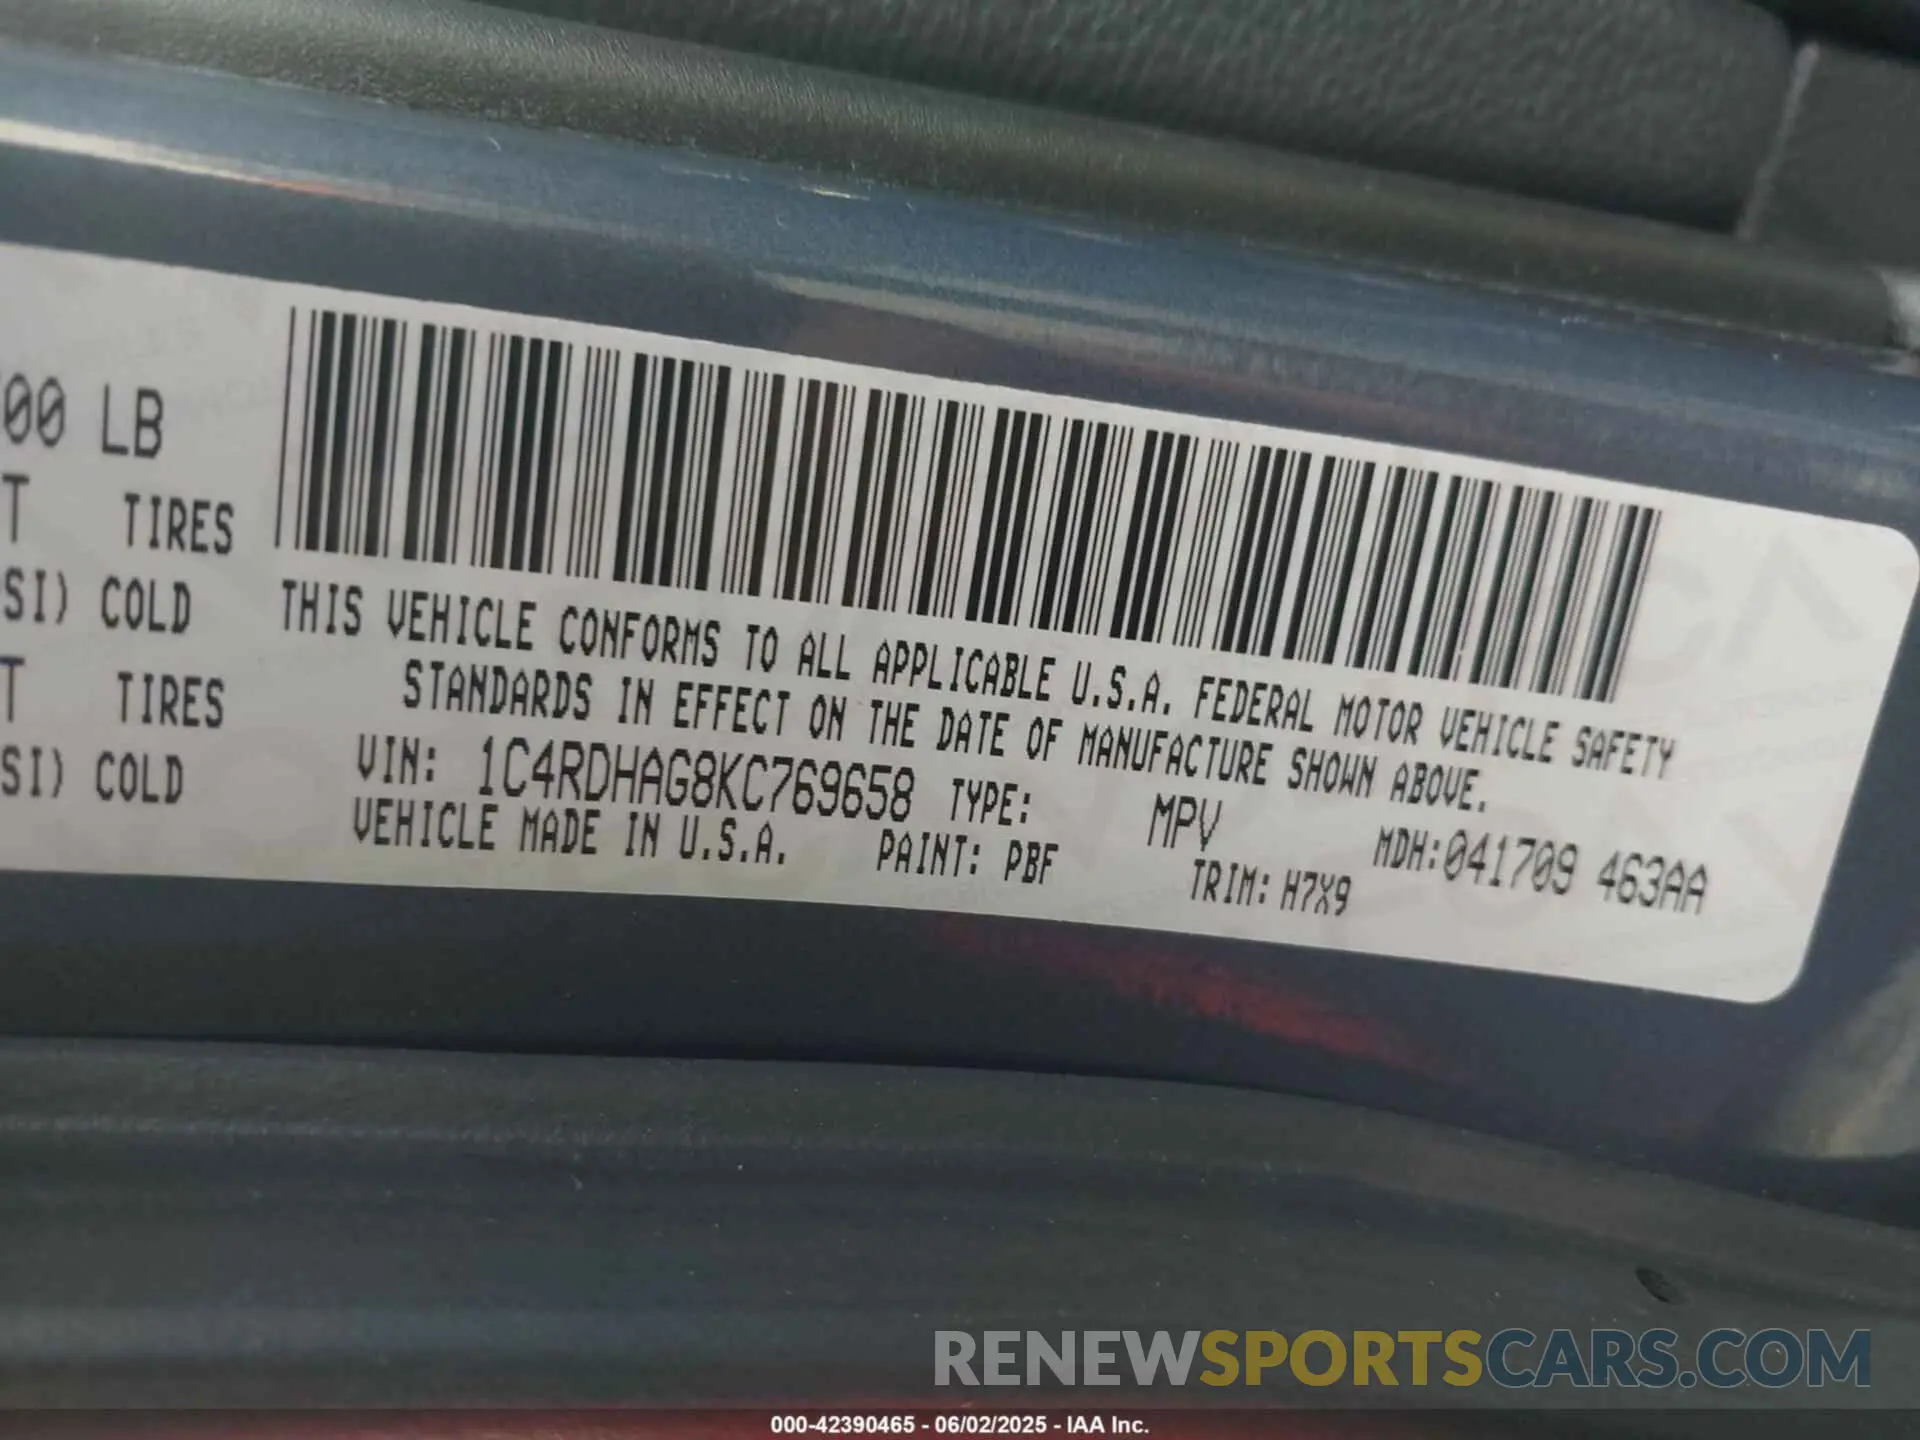 00 LB
T TIRES
SI) COLD
T TIRES
SI) COLD
THIS VEHICLE CONFORMS TO ALL APPLICABLE U.S.A. FEDERAL MOTOR VEHICLE SAFETY
STANDARDS IN EFFECT ON THE DATE OF MANUFACTURE SHOWN ABOVE.
VIN: 1C4RDHAG8KC769658 TYPE: MPV MDH:041709 463AA
VEHICLE MADE IN U.S.A. PAINT: PBF TRIM: H7X9
RENEWSPORTSCARS.COM
000-42390465 - 06/02/2025 - IAA Inc.